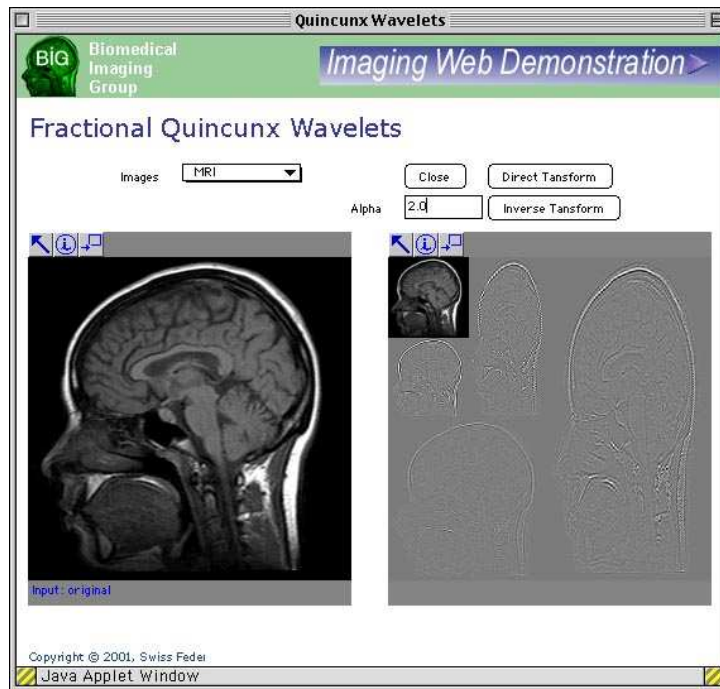 Quincunx Wavelets
BIG
Biomedical
Imaging
Group
Imaging Web Demonstration
Fractional Quincunx Wavelets
Images
MRI
Close
Direct Tansform
Alpha
2.0
Inverse Tansform
Input: original
Copyright © 2001, Swiss Feder
Java Applet Window